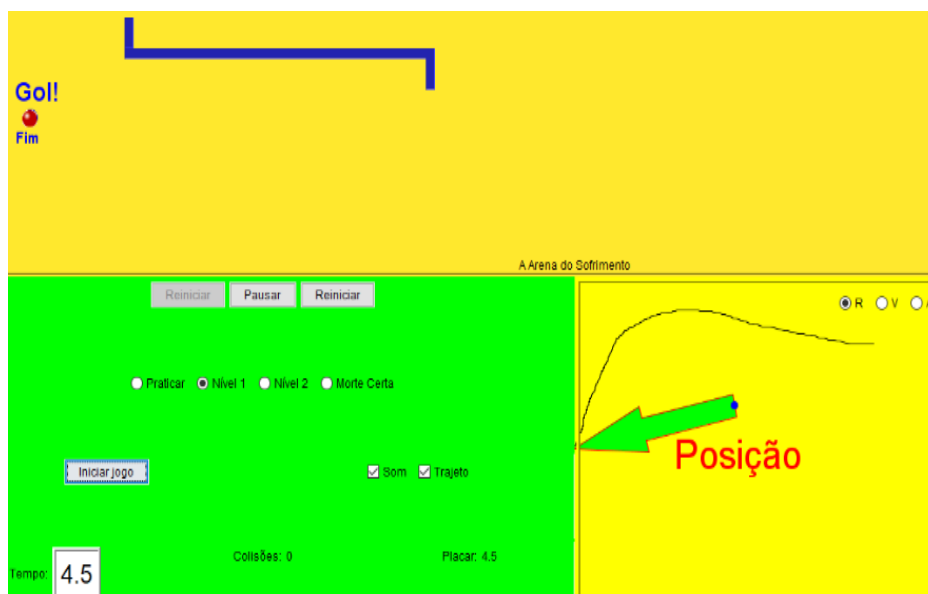 Gol!
Fim
A Arena do Sofrimento
Reiniciar Pausar Reiniciar
R V
Praticar Nível 1 Nível 2 Morte Certa
Posição
Iniciar jogo Som Trajeto
Colisões: 0 Placar: 4.5
Tempo: 4.5